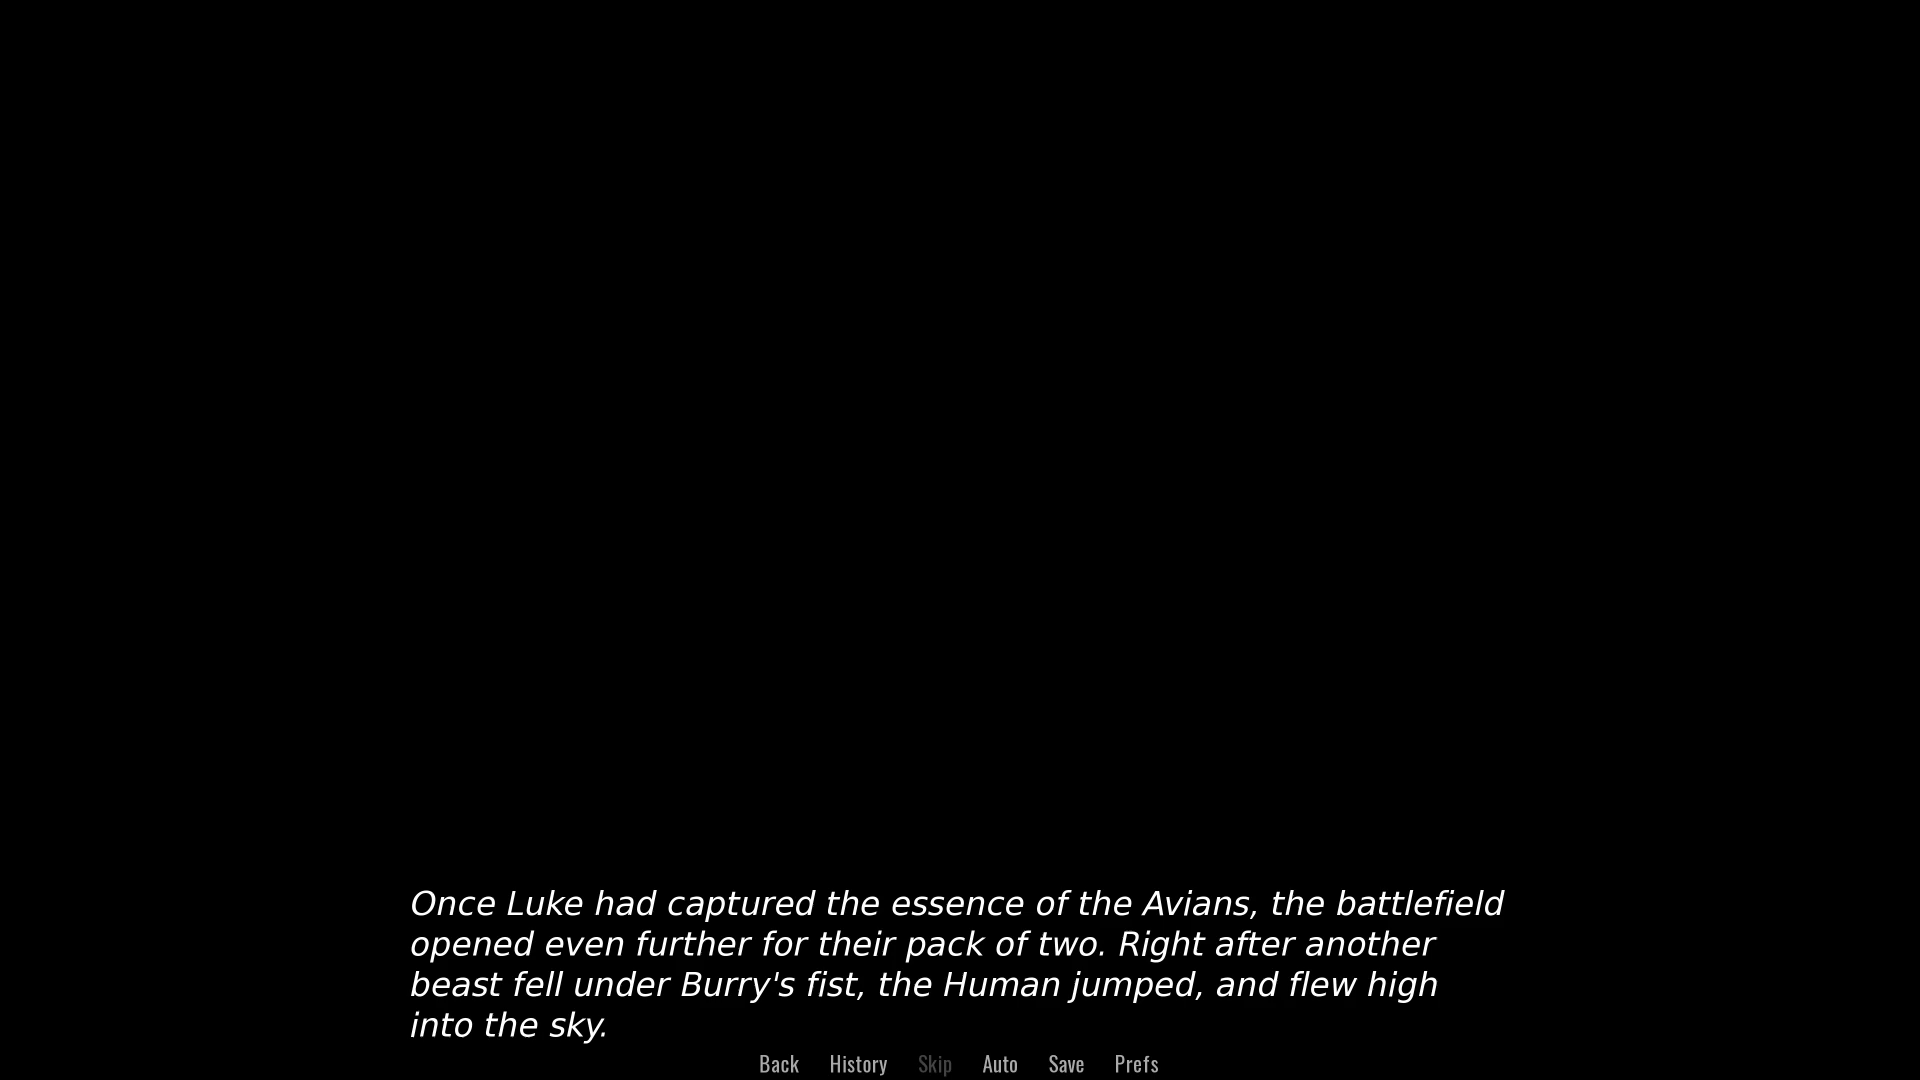 Once Luke had captured the essence of the Avians, the battlefield
opened even further for their pack of two. Right after another
beast fell under Burry's fist, the Human jumped, and flew high
into the sky.
Back History Skip Auto Save Prefs